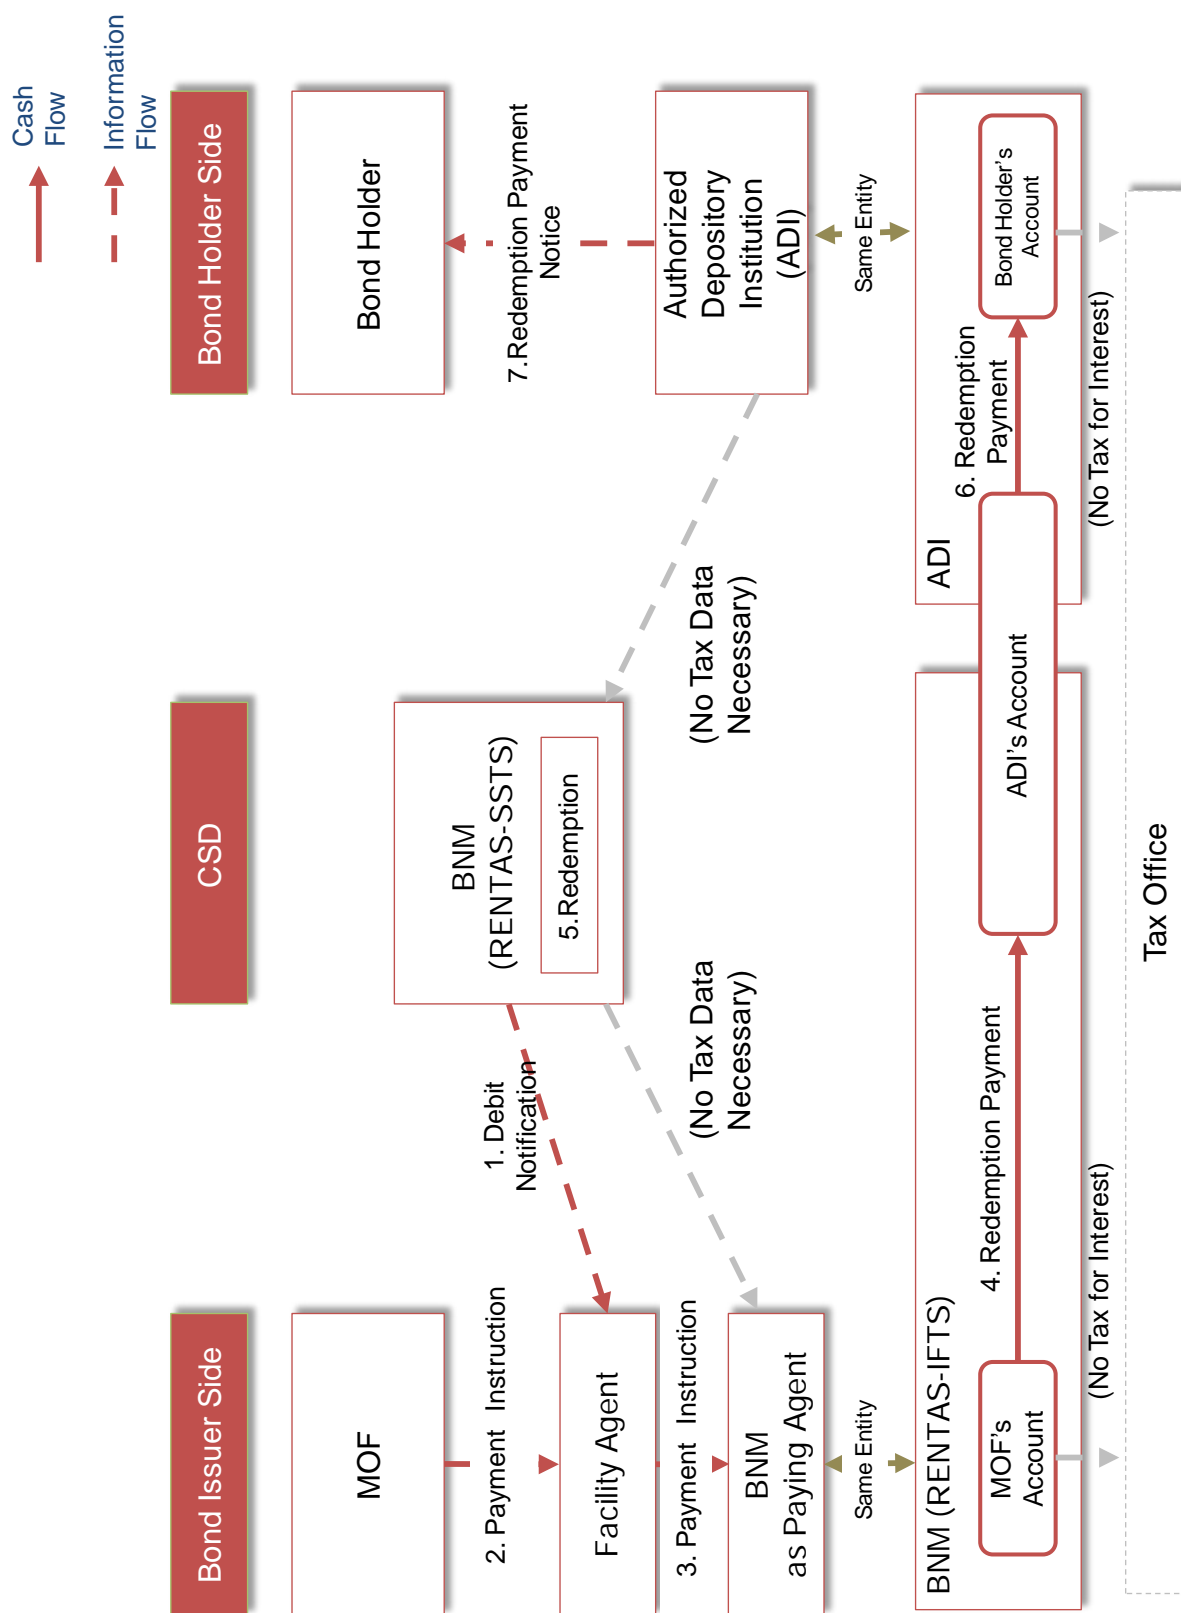 Cash
Flow
Information
Flow
Bond Issuer Side
CSD
Bond Holder Side
MOF
Bond Holder
2. Payment Instruction
1. Debit
Notification
BNM
(RENTAS-SSTS)
5.Redemption
7.Redemption Payment
Notice
Facility Agent
3. Payment Instruction
(No Tax Data
Necessary)
(No Tax Data
Necessary)
Authorized
Depository
Institution
(ADI)
BNM
as Paying Agent
Same Entity
Same Entity
BNM (RENTAS-IFTS)
ADI
MOF's
Account
4. Redemption Payment
ADI's Account
6. Redemption
Payment
Bond Holder's
Account
(No Tax for Interest)
(No Tax for Interest)
Tax Office